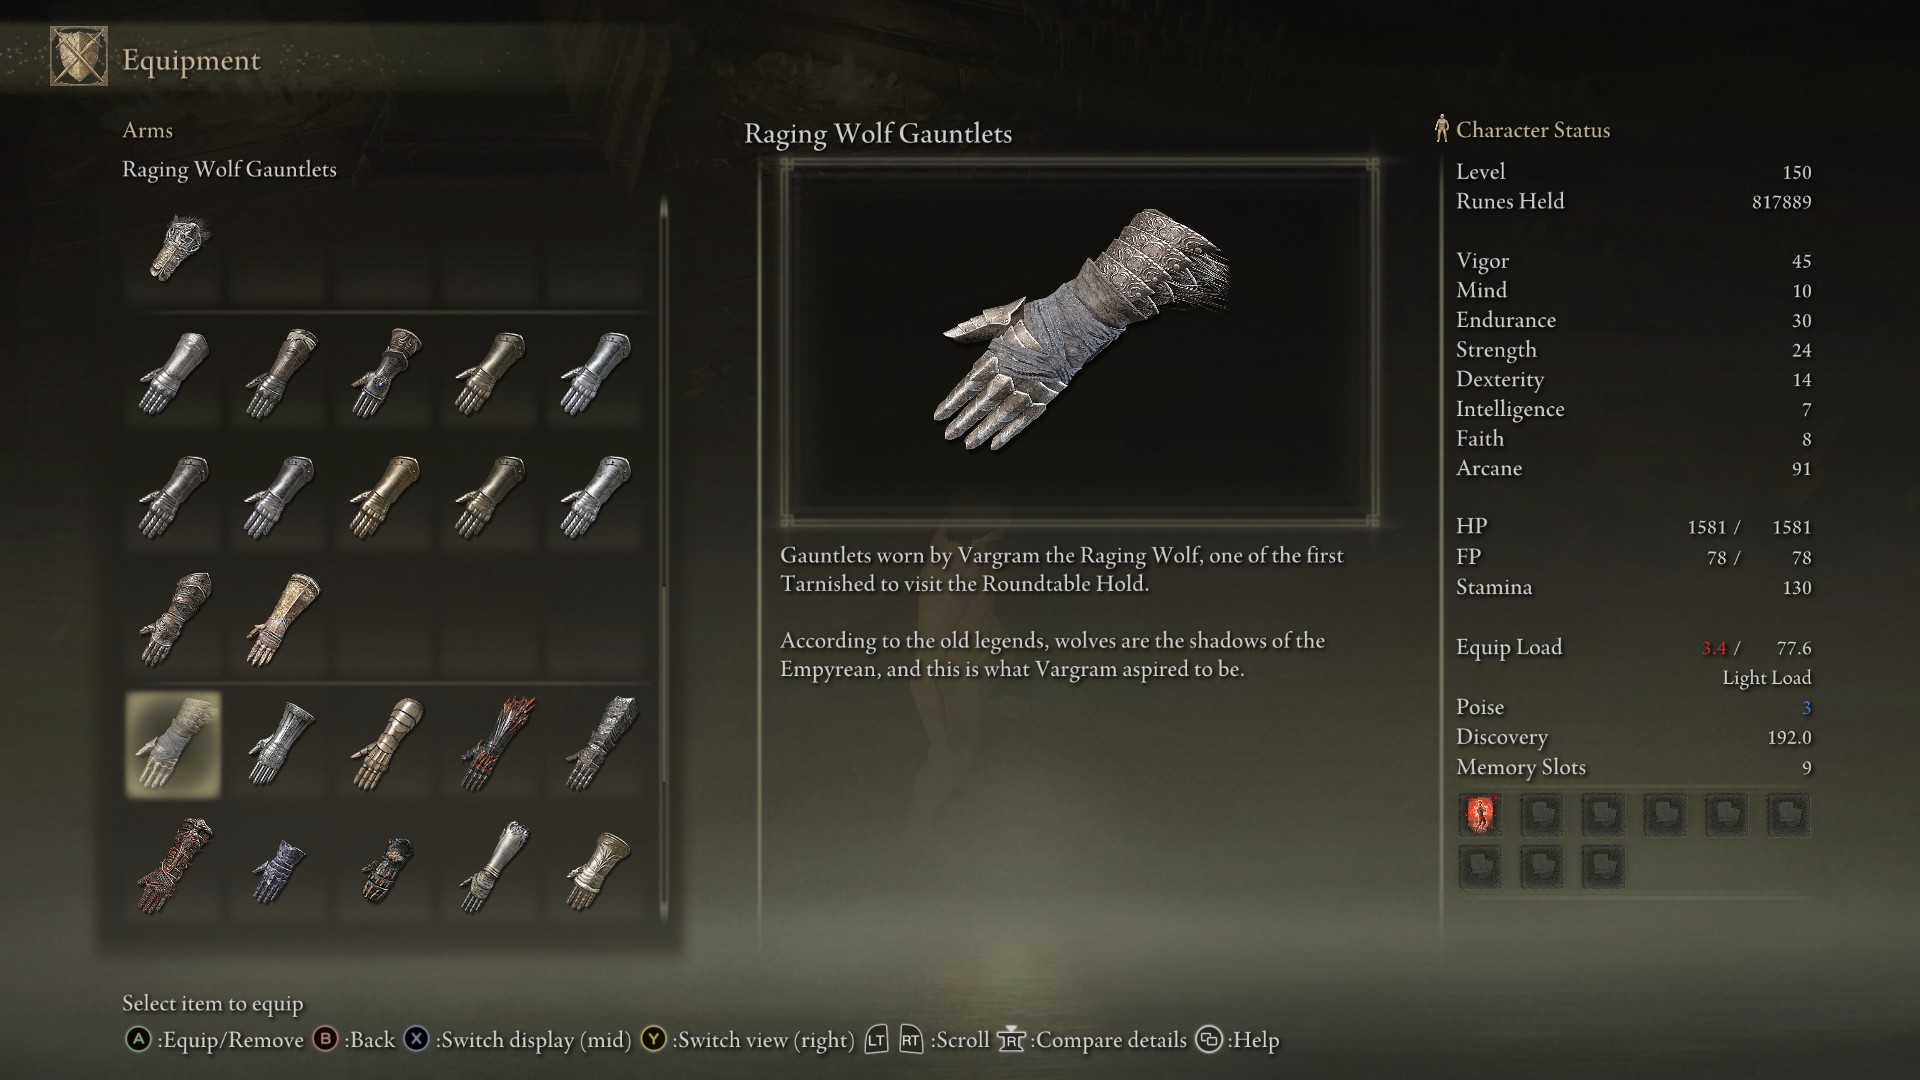 Equipment
Arms
Raging Wolf Gauntlets
Raging Wolf Gauntlets
Gauntlets worn by Vargram the Raging Wolf, one of the first
Tarnished to visit the Roundtable Hold.
According to the old legends, wolves are the shadows of the
Empyrean, and this is what Vargram aspired to be.
Character Status
Level 150
Runes Held 817889
Vigor 45
Mind 10
Endurance 30
Strength 24
Dexterity 14
Intelligence 7
Faith 8
Arcane 91
HP 1581 / 1581
FP 78 / 78
Stamina 130
Equip Load 3.4 / 77.6
Light Load
Poise 3
Discovery 192.0
Memory Slots 9
Select item to equip
A :Equip/Remove B :Back X :Switch display (mid) Y :Switch view (right) LT RT :Scroll R :Compare details :Help